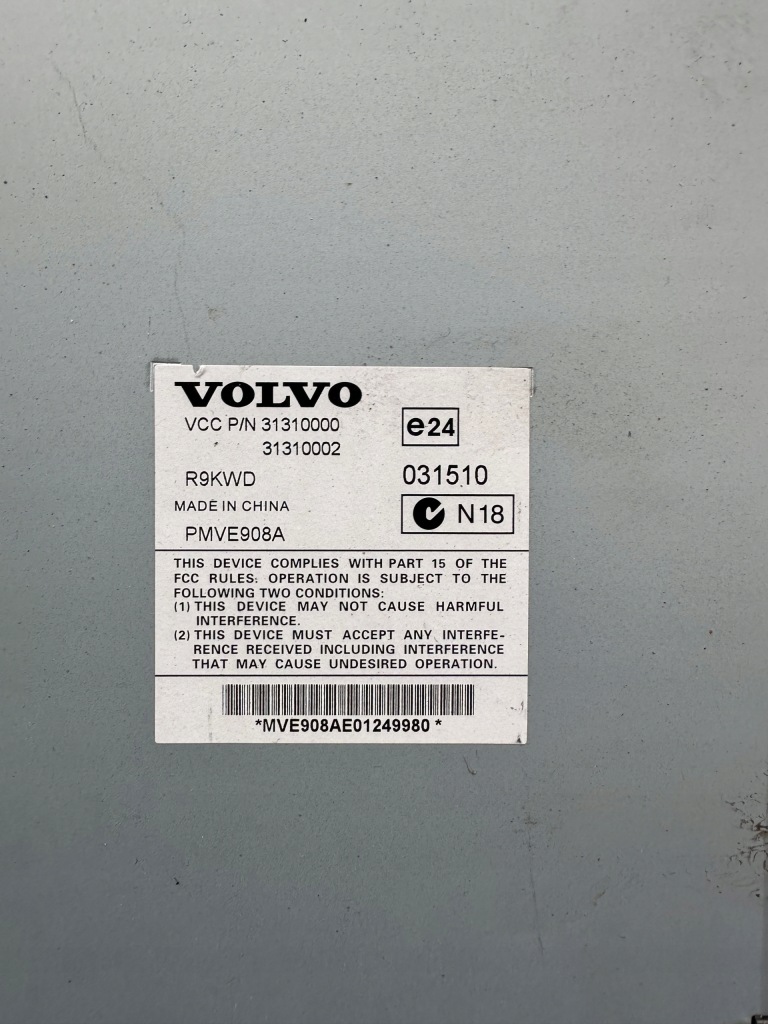 VOLVO
VCC P/N 31310000
31310002
e24
R9KWD
031510
MADE IN CHINA
N18
PMVE908A
THIS DEVICE COMPLIES WITH PART 15 OF THE
FCC RULES: OPERATION IS SUBJECT TO THE
FOLLOWING TWO CONDITIONS:
(1) THIS DEVICE MAY NOT CAUSE HARMFUL
INTERFERENCE.
(2) THIS DEVICE MUST ACCEPT ANY INTERFE-
RENCE RECEIVED INCLUDING INTERFERENCE
THAT MAY CAUSE UNDESIRED OPERATION.
*MVE908AE01249980 *